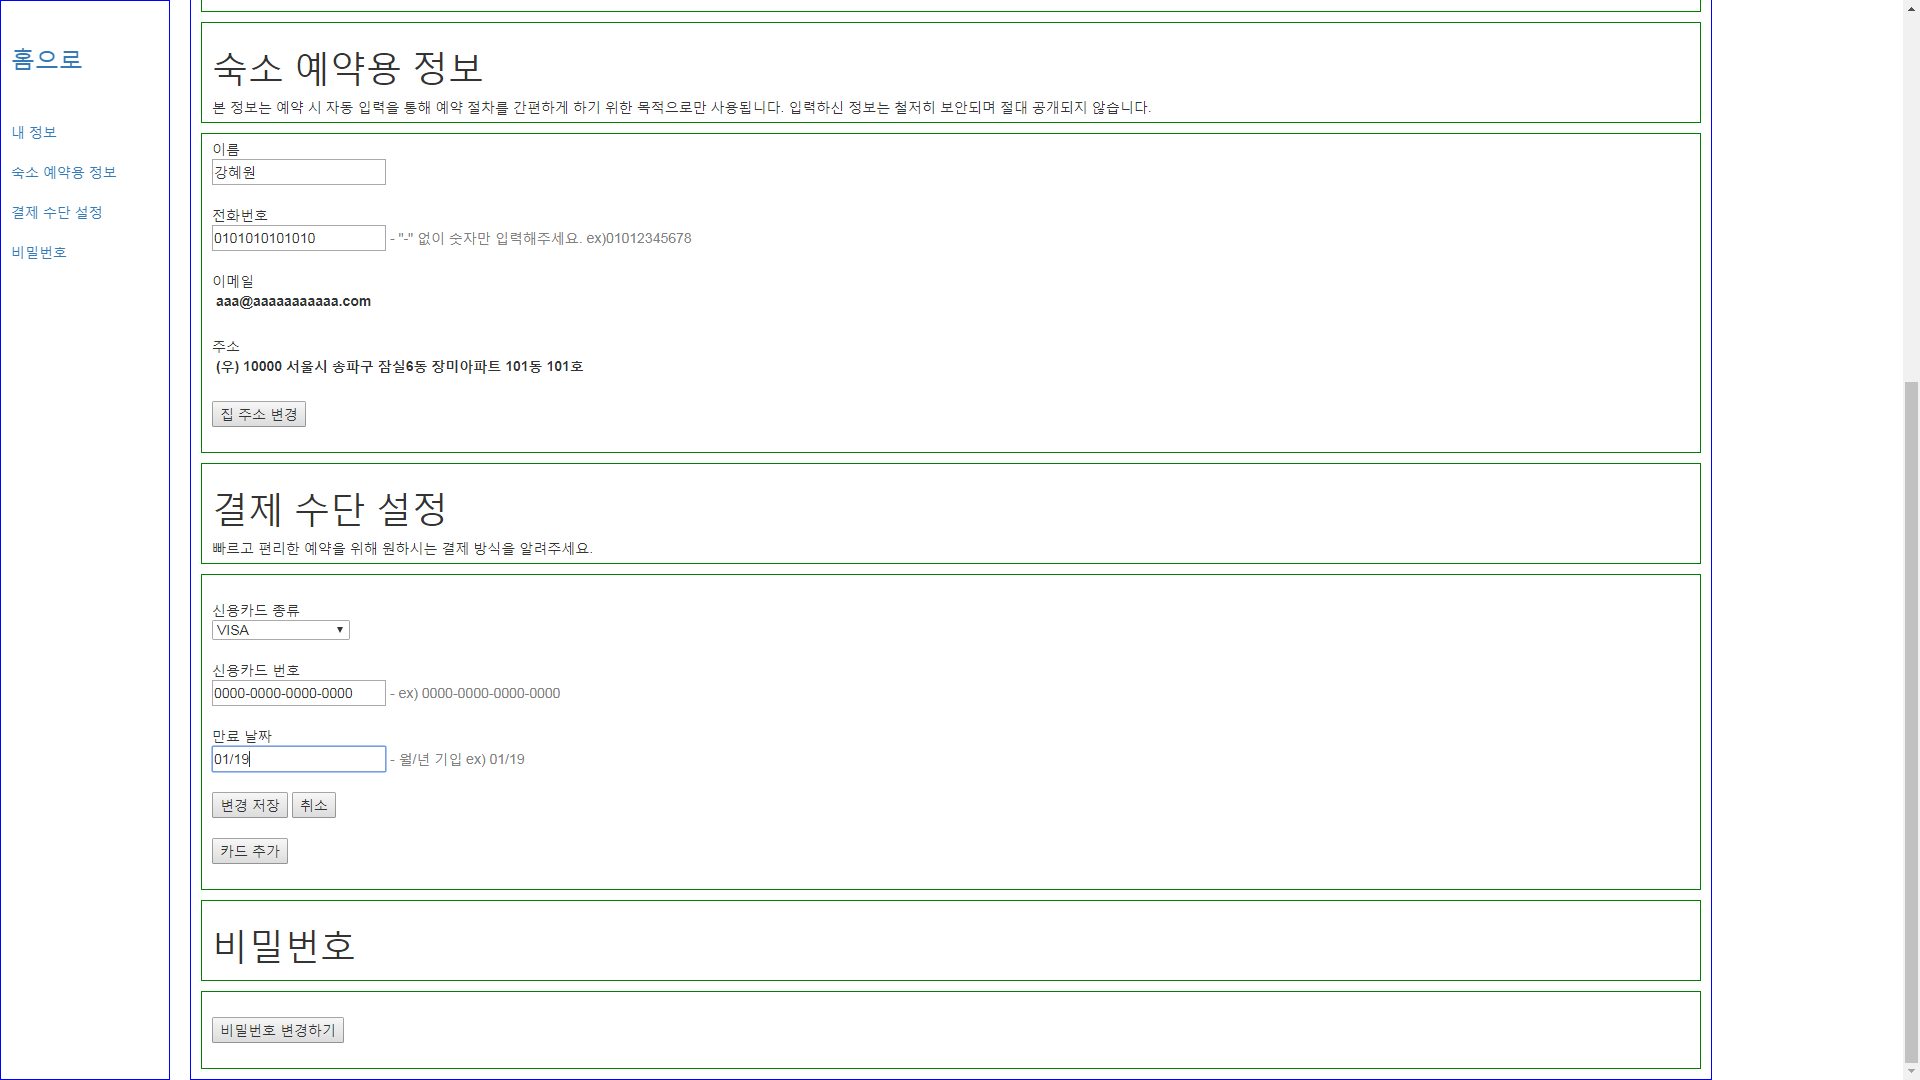 홈으로
내 정보
숙소 예약용 정보
결제 수단 설정
비밀번호
숙소 예약용 정보
본 정보는 예약 시 자동 입력을 통해 예약 절차를 간편하게 하기 위한 목적으로만 사용됩니다. 입력하신 정보는 철저히 보안되며 절대 공개되지 않습니다.
이름
강혜원
전화번호
0101010101010 - "-" 없이 숫자만 입력해주세요. ex)01012345678
이메일
aaa@aaaaaaaaaaa.com
주소
(우) 10000 서울시 송파구 잠실6동 장미아파트 101동 101호
집 주소 변경
결제 수단 설정
빠르고 편리한 예약을 위해 원하시는 결제 방식을 알려주세요.
신용카드 종류
VISA
신용카드 번호
0000-0000-0000-0000 - ex) 0000-0000-0000-0000
만료 날짜
01/19 - 월/년 기입 ex) 01/19
변경 저장 취소
카드 추가
비밀번호
비밀번호 변경하기